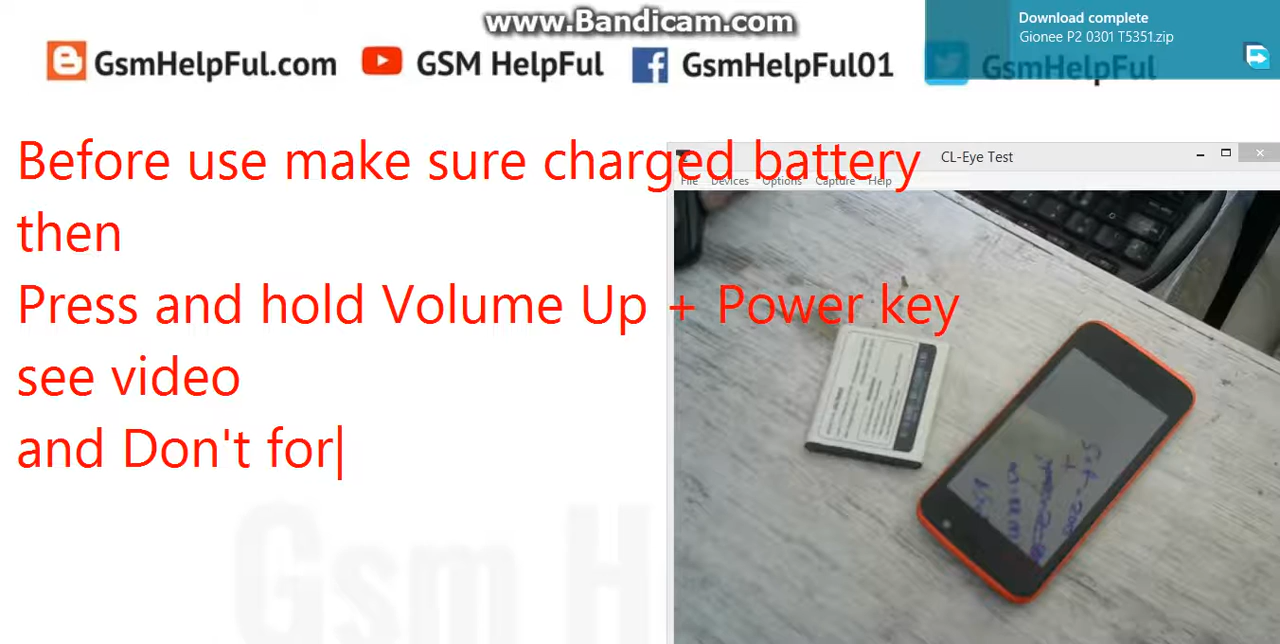 www.Bandicam.com
Download complete
Gionee P2 0301 T5351.zip
GsmHelpFul.com
GSM HelpFul
GsmHelpFul01
GsmHelpFul
Before use make sure charged battery
CL-Eye Test
File Devices Options Capture Help
then
Press and hold Volume Up + Power key
see video
and Don't for
Gsm H